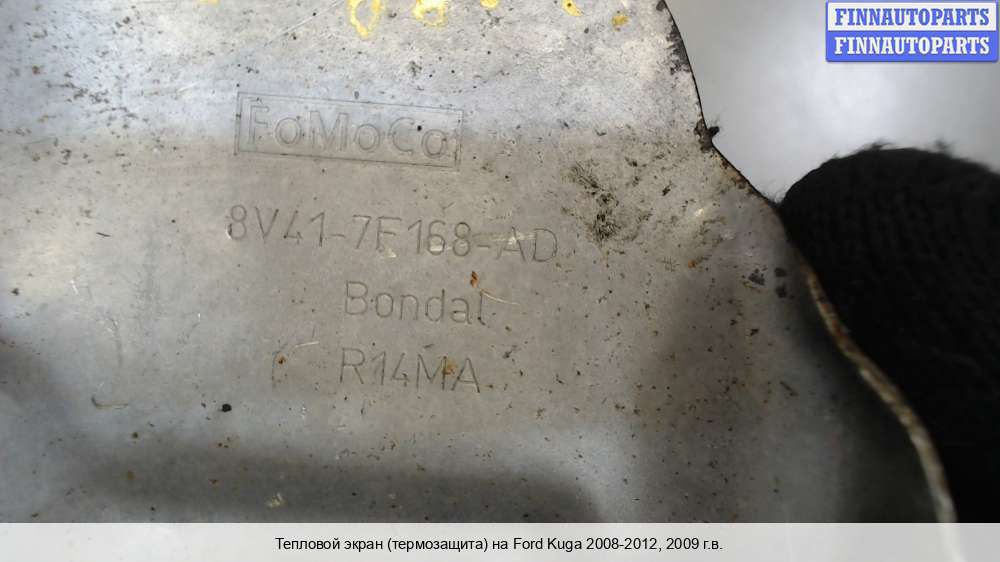 FINNAUTOPARTS
FINNAUTOPARTS
FoMoCo
8V41-7F168-AD
Bondal
R14MA
Тепловой экран (термозащита) на Ford Kuga 2008-2012, 2009 г.в.